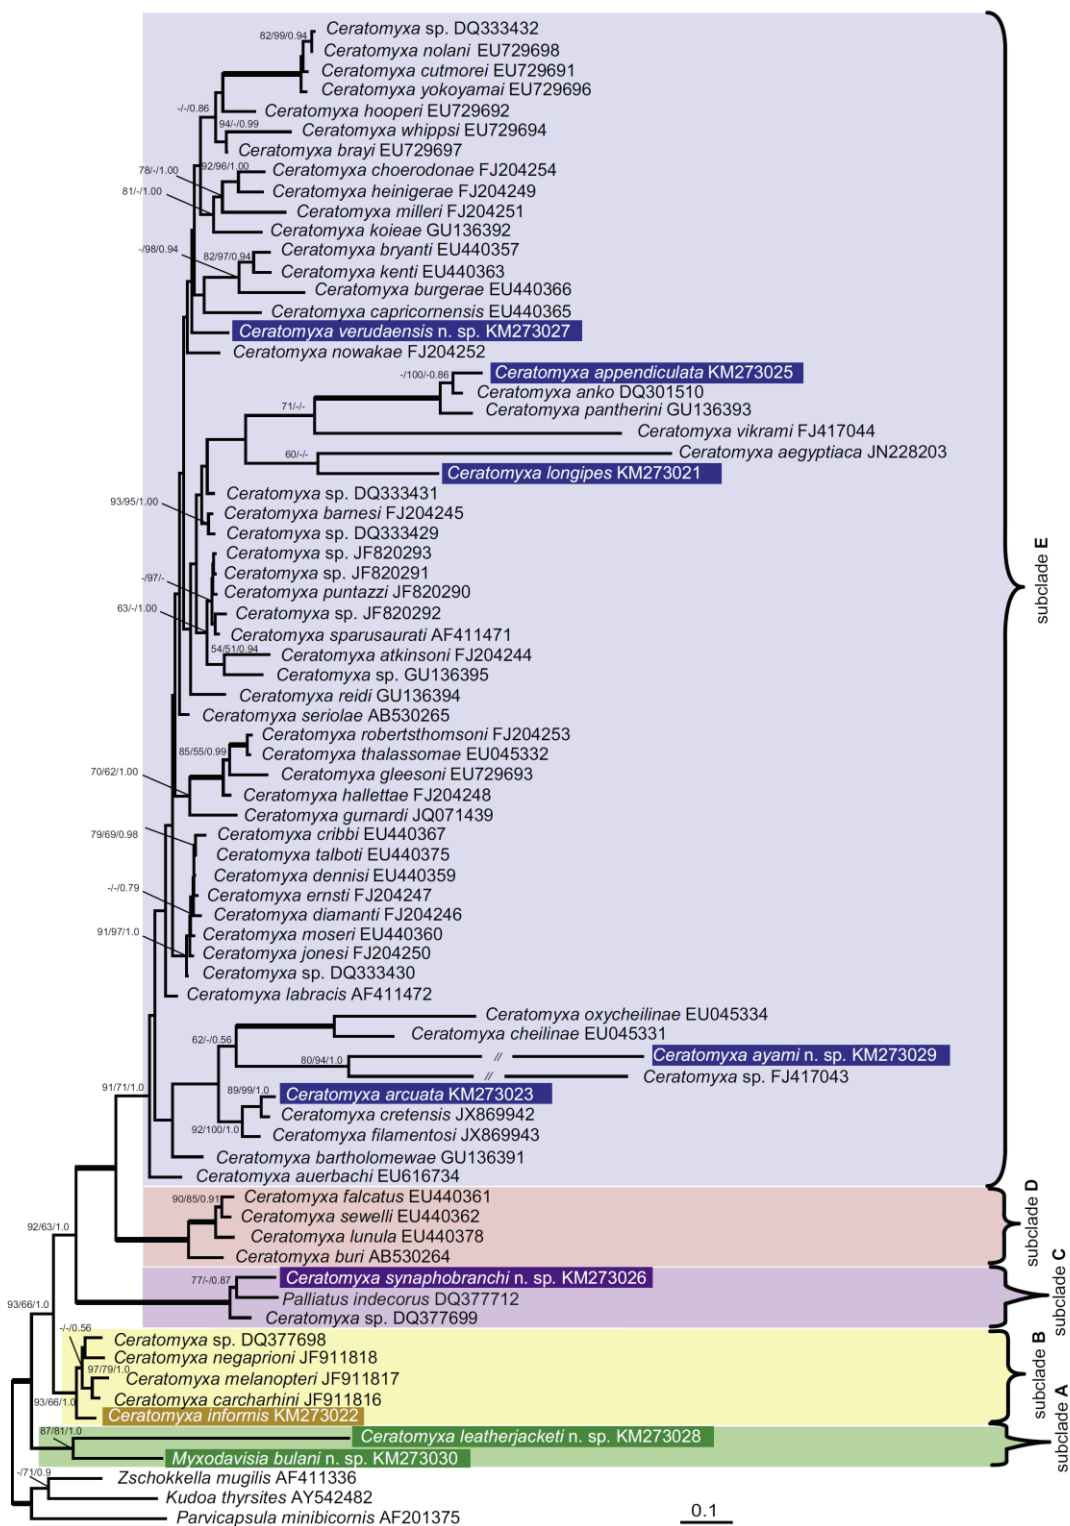 Ceratomyxa sp. DQ333432
82/99/0.94
Ceratomyxa nolani EU729698
Ceratomyxa cutmorei EU729691
Ceratomyxa yokoyamai EU729696
-/-/0.86
Ceratomyxa hooperi EU729692
94/-/0.99
Ceratomyxa whippsi EU729694
Ceratomyxa brayi EU729697
78/-/1.00
92/96/1.00
Ceratomyxa choerodonae FJ204254
81/-/1.00
Ceratomyxa heinigerae FJ204249
Ceratomyxa milleri FJ204251
Ceratomyxa koieae GU136392
-/98/0.94
82/97/0.94
Ceratomyxa bryanti EU440357
Ceratomyxa kenti EU440363
Ceratomyxa burgerae EU440366
Ceratomyxa capricornensis EU440365
Ceratomyxa verudaensis n. sp. KM273027
Ceratomyxa nowakae FJ204252
-/100/-0.86
Ceratomyxa appendiculata KM273025
Ceratomyxa anko DQ301510
71/-/-
Ceratomyxa pantherini GU136393
Ceratomyxa vikrami FJ417044
60/-/-
Ceratomyxa aegyptiaca JN228203
Ceratomyxa longipes KM273021
93/95/1.00
Ceratomyxa sp. DQ333431
Ceratomyxa barnesi FJ204245
Ceratomyxa sp. DQ333429
Ceratomyxa sp. JF820293
-/97/-
Ceratomyxa sp. JF820291
Ceratomyxa puntazzi JF820290
63/-/1.00
Ceratomyxa sp. JF820292
Ceratomyxa sparusaurati AF411471
54/51/0.94
Ceratomyxa atkinsoni FJ204244
Ceratomyxa sp. GU136395
Ceratomyxa reidi GU136394
Ceratomyxa seriolae AB530265
Ceratomyxa robertsthomsoni FJ204253
85/55/0.99
Ceratomyxa thalassomae EU045332
70/62/1.00
Ceratomyxa gleesoni EU729693
Ceratomyxa hallettae FJ204248
Ceratomyxa gurnardi JQ071439
79/69/0.98
Ceratomyxa cribbi EU440367
Ceratomyxa talboti EU440375
Ceratomyxa dennisi EU440359
-/-/0.79
Ceratomyxa ernsti FJ204247
Ceratomyxa diamanti FJ204246
91/97/1.0
Ceratomyxa moseri EU440360
Ceratomyxa jonesi FJ204250
Ceratomyxa sp. DQ333430
Ceratomyxa labracis AF411472
Ceratomyxa oxycheilinae EU045334
62/-/0.56
Ceratomyxa cheilinae EU045331
80/94/1.0
//
Ceratomyxa ayami n. sp. KM273029
//
Ceratomyxa sp. FJ417043
91/71/1.0
89/99/1.0
Ceratomyxa arcuata KM273023
Ceratomyxa cretensis JX869942
92/100/1.0
Ceratomyxa filamentosi JX869943
Ceratomyxa bartholomewae GU136391
Ceratomyxa auerbachi EU616734
subclade E
90/85/0.91
Ceratomyxa falcatus EU440361
Ceratomyxa sewelli EU440362
92/63/1.0
Ceratomyxa lunula EU440378
Ceratomyxa buri AB530264
subclade D
77/-/0.87
Ceratomyxa synaphobranchi n. sp. KM273026
Palliatus indecorus DQ377712
93/66/1.0
Ceratomyxa sp. DQ377699
subclade C
-/-/0.56
Ceratomyxa sp. DQ377698
Ceratomyxa negaprioni JF911818
97/79/1.0
Ceratomyxa melanopteri JF911817
93/66/1.0
Ceratomyxa carcharhini JF911816
Ceratomyxa informis KM273022
subclade B
87/81/1.0
Ceratomyxa leatherjacketi n. sp. KM273028
Myxodavisia bulani n. sp. KM273030
subclade A
-/71/0.9
Zschokkella mugilis AF411336
Kudoa thyrsites AY542482
Parvicapsula minibicornis AF201375
0.1